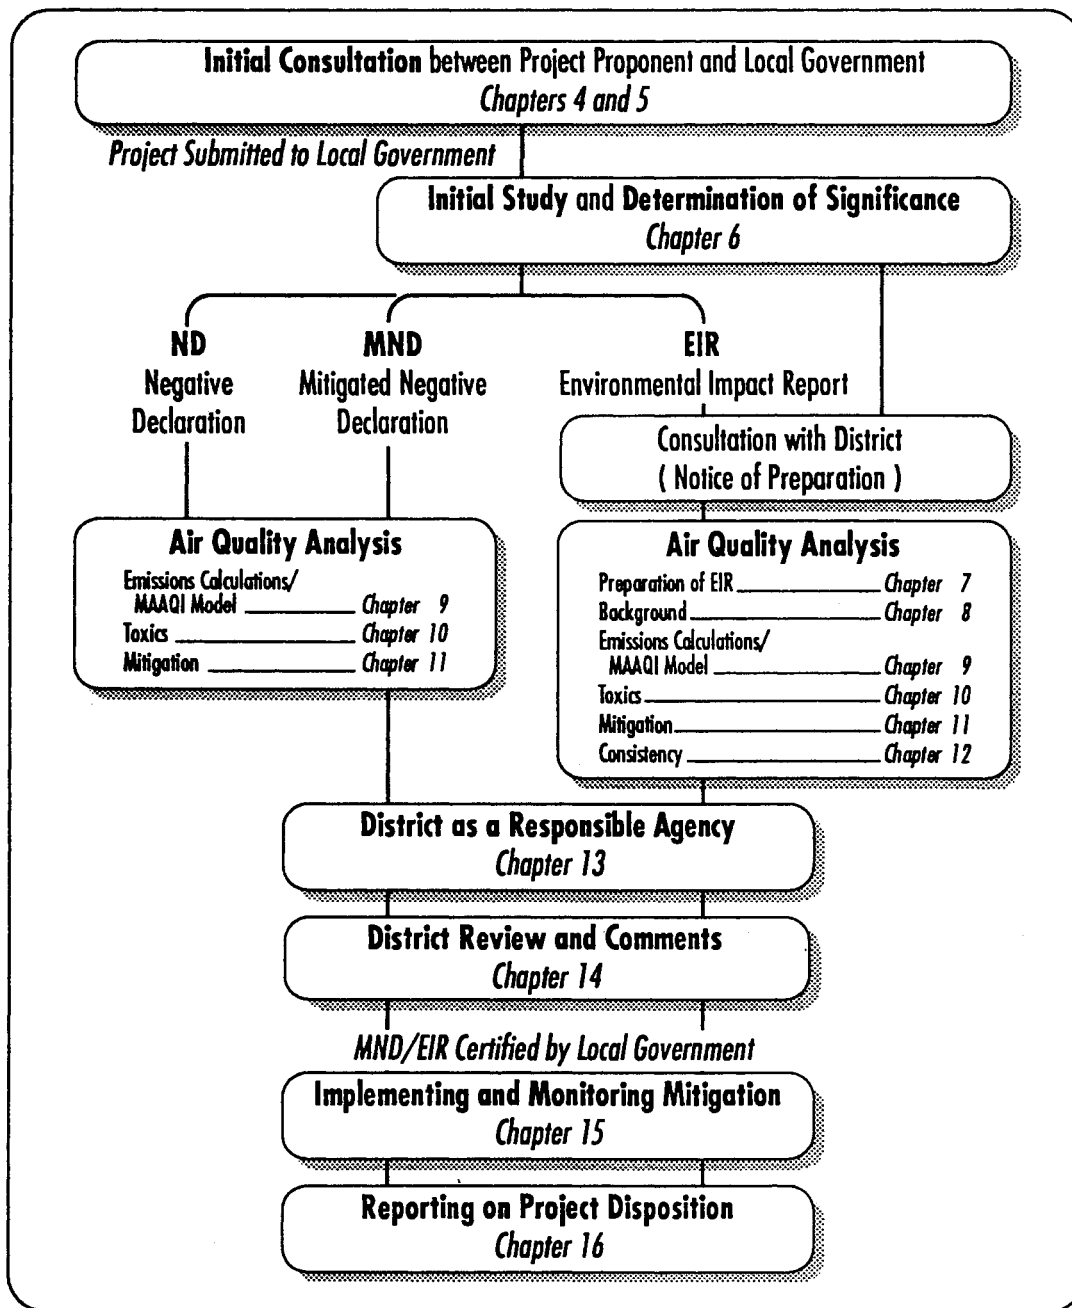 Initial Consultation between Project Proponent and Local Government
Chapters 4 and 5
Project Submitted to Local Government
Initial Study and Determination of Significance
Chapter 6
ND
Negative
Declaration
MND
Mitigated Negative
Declaration
EIR
Environmental Impact Report
Consultation with District
( Notice of Preparation )
Air Quality Analysis
Emissions Calculations/
MAAQI Model Chapter 9
Toxics Chapter 10
Mitigation Chapter 11
Air Quality Analysis
Preparation of EIR Chapter 7
Background Chapter 8
Emissions Calculations/
MAAQI Model Chapter 9
Toxics Chapter 10
Mitigation Chapter 11
Consistency Chapter 12
District as a Responsible Agency
Chapter 13
District Review and Comments
Chapter 14
MND/EIR Certified by Local Government
Implementing and Monitoring Mitigation
Chapter 15
Reporting on Project Disposition
Chapter 16